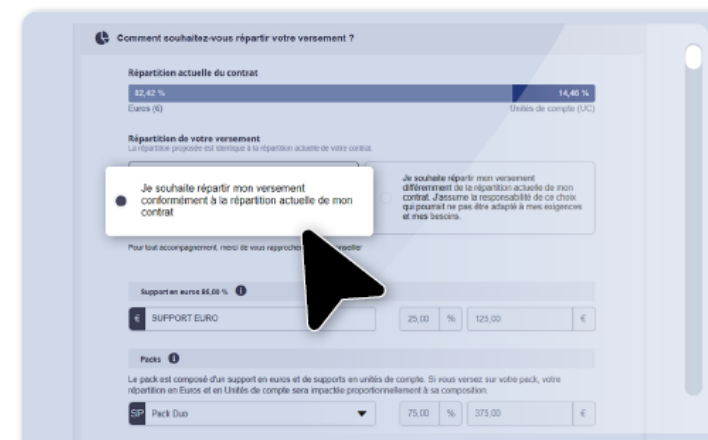 Comment souhaitez-vous répartir votre versement ?
Répartition actuelle du contrat
82,42 % 14,46 %
Euros (€) Unités de compte (UC)
Répartition de votre versement
La répartition proposée est identique à la répartition actuelle de votre contrat.
Je souhaite répartir mon versement
conformément à la répartition actuelle de mon
contrat
Je souhaite répartir mon versement
différemment de la répartition actuelle de mon
contrat. J'assume la responsabilité de ce choix
qui pourrait ne pas être adapté à mes exigences
et mes besoins.
Pour tout accompagnement, merci de vous rapprocher conseiller
Support en euros 85,00 %
€ SUPPORT EURO 25,00 % 125,00 €
Packs
Le pack est composé d'un support en euros et de supports en unités de compte. Si vous versez sur votre pack, votre
répartition en Euros et en Unités de compte sera impactée proportionnellement à sa composition.
SP Pack Duo 75,00 % 375,00 €